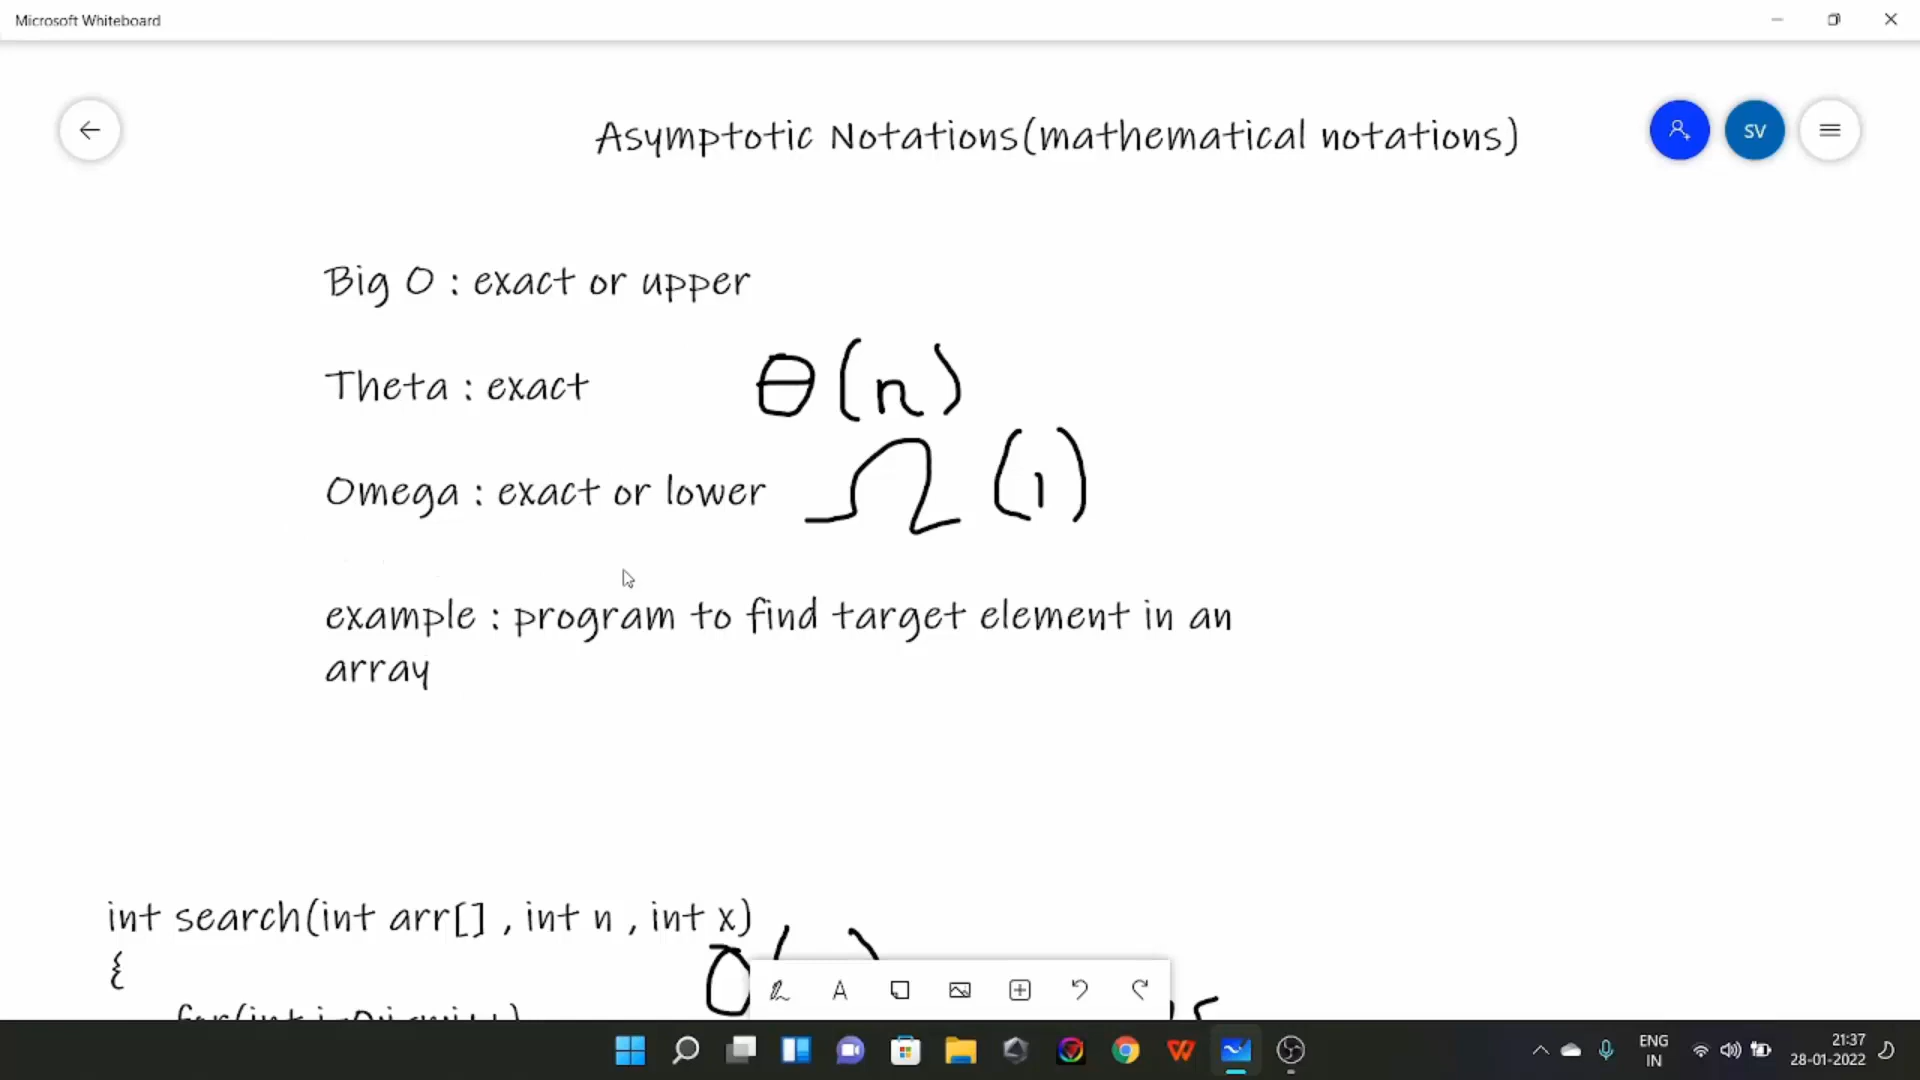 Microsoft Whiteboard
Asymptotic Notations(mathematical notations)
SV
Big O : exact or upper
Theta : exact
θ(n)
Omega : exact or lower
Ω (1)
example : program to find target element in an
array
int search(int arr[] , int n , int x)
{
ENG
IN
21:37
28-01-2022